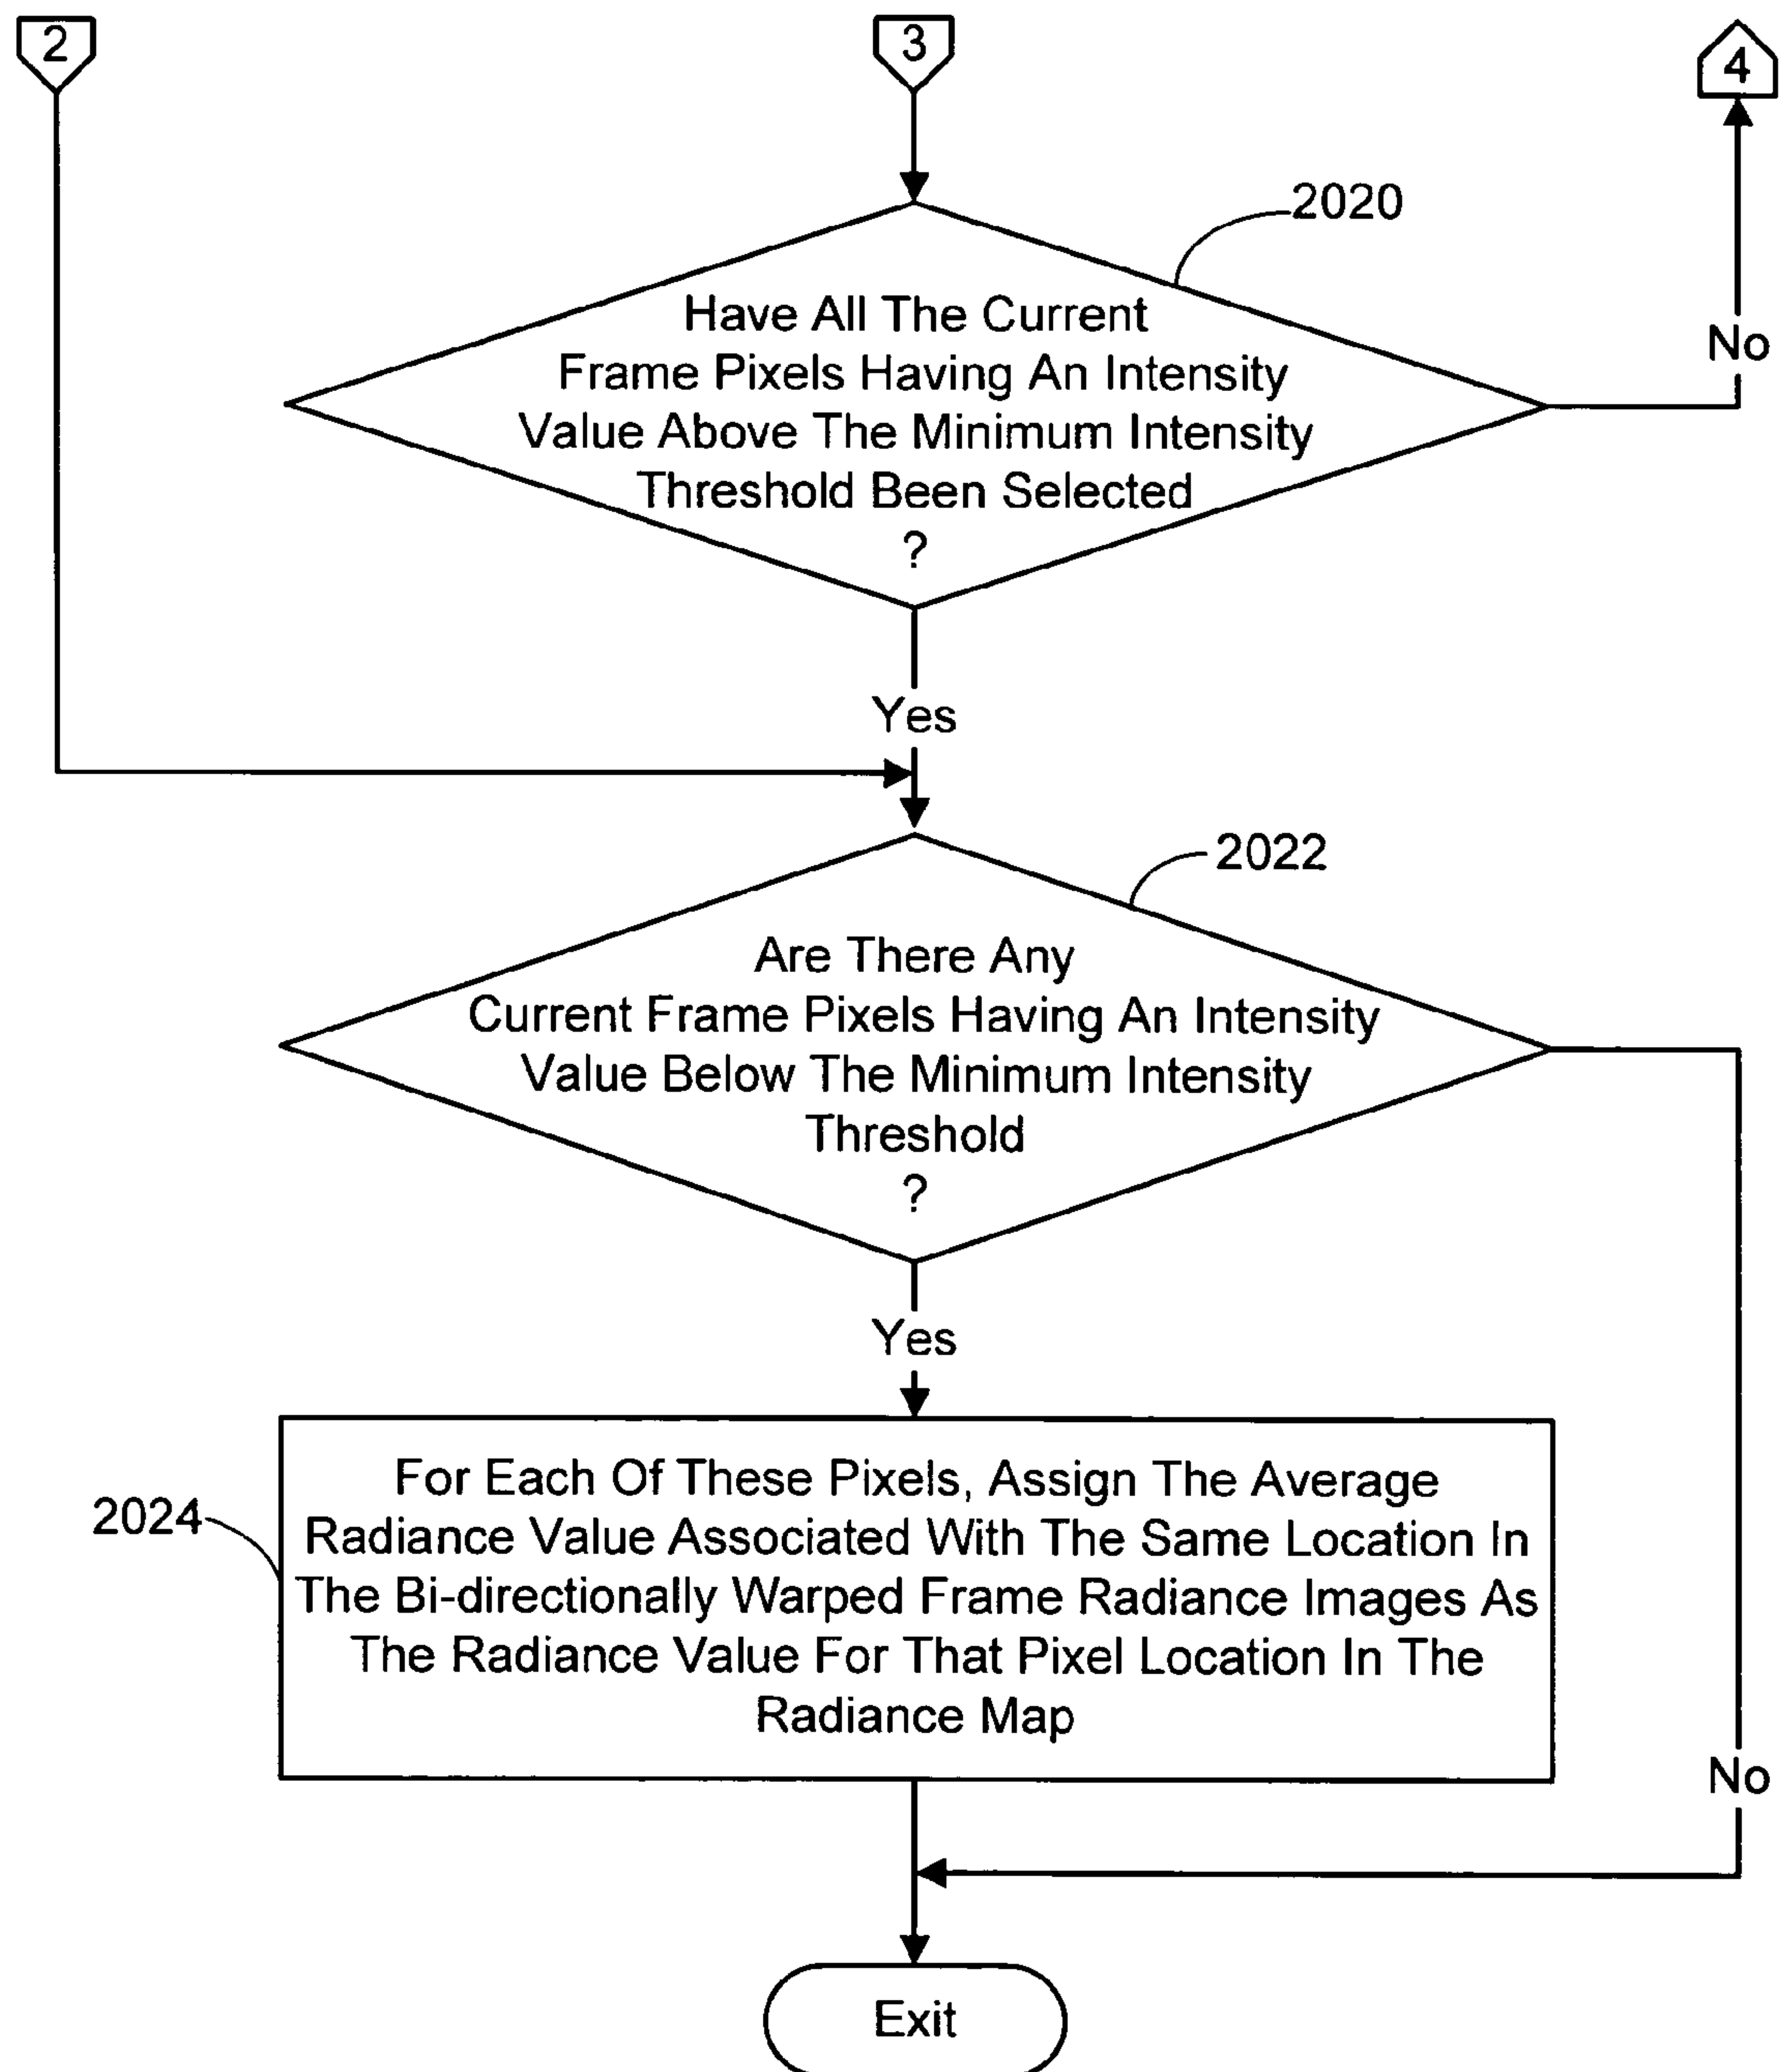 2
3
4
2020
Have All The Current
Frame Pixels Having An Intensity
Value Above The Minimum Intensity
Threshold Been Selected
?
No
Yes
2022
Are There Any
Current Frame Pixels Having An Intensity
Value Below The Minimum Intensity
Threshold
?
Yes
2024
For Each Of These Pixels, Assign The Average
Radiance Value Associated With The Same Location In
The Bi-directionally Warped Frame Radiance Images As
The Radiance Value For That Pixel Location In The
Radiance Map
No
Exit